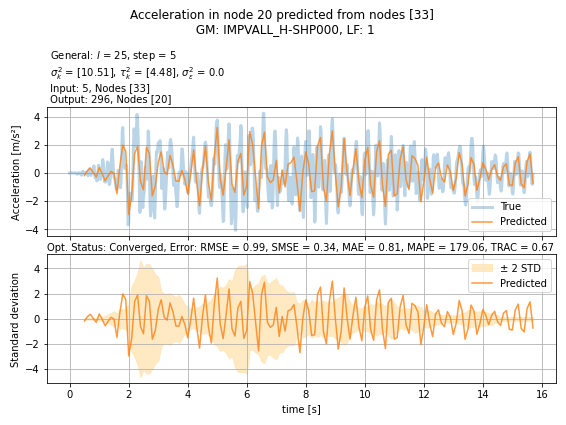 Acceleration in node 20 predicted from nodes [33]
GM: IMPVALL_H-SHP000, LF: 1
General: l = 25, step = 5
σ²ₖ = [10.51], τ²ₖ = [4.48], σ²ε = 0.0
Input: 5, Nodes [33]
Output: 296, Nodes [20]
Acceleration [m/s²]
4
2
0
−2
−4
True
Predicted
Opt. Status: Converged, Error: RMSE = 0.99, SMSE = 0.34, MAE = 0.81, MAPE = 179.06, TRAC = 0.67
Standard deviation
4
2
0
−2
−4
± 2 STD
Predicted
0 2 4 6 8 10 12 14 16
time [s]